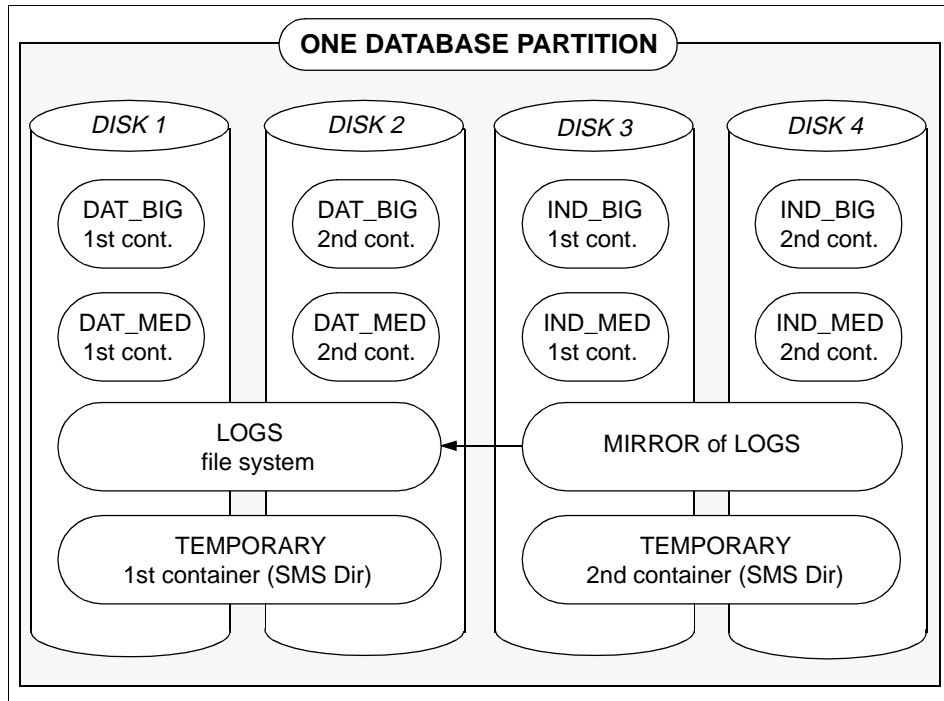 ONE DATABASE PARTITION
DISK 1
DISK 2
DISK 3
DISK 4
DAT_BIG
1st cont.
DAT_BIG
2nd cont.
IND_BIG
1st cont.
IND_BIG
2nd cont.
DAT_MED
1st cont.
DAT_MED
2nd cont.
IND_MED
1st cont.
IND_MED
2nd cont.
LOGS
file system
MIRROR of LOGS
TEMPORARY
1st container (SMS Dir)
TEMPORARY
2nd container (SMS Dir)